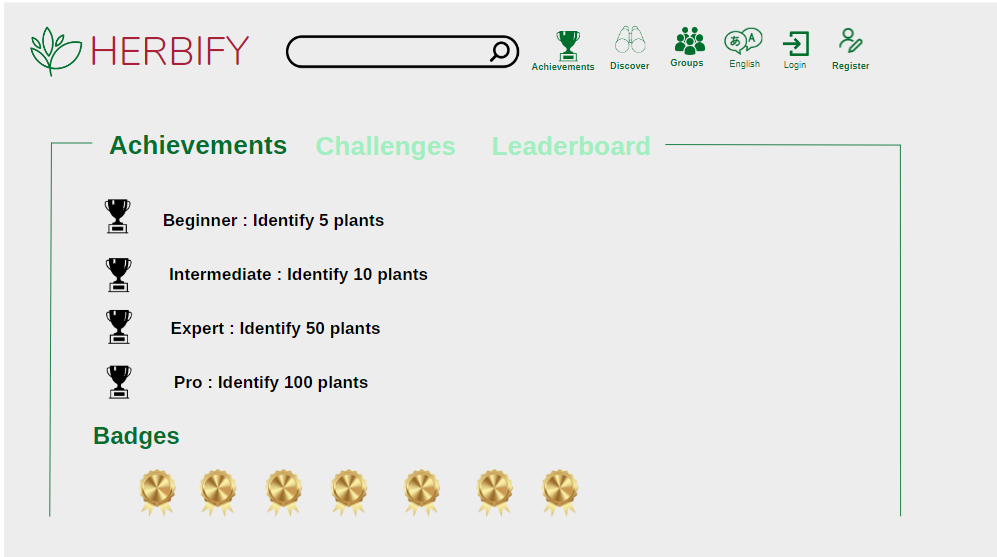 HERBIFY
Achievements
Discover
Groups
あ A
English
Login
Register
Achievements Challenges Leaderboard
Beginner : Identify 5 plants
Intermediate : Identify 10 plants
Expert : Identify 50 plants
Pro : Identify 100 plants
Badges